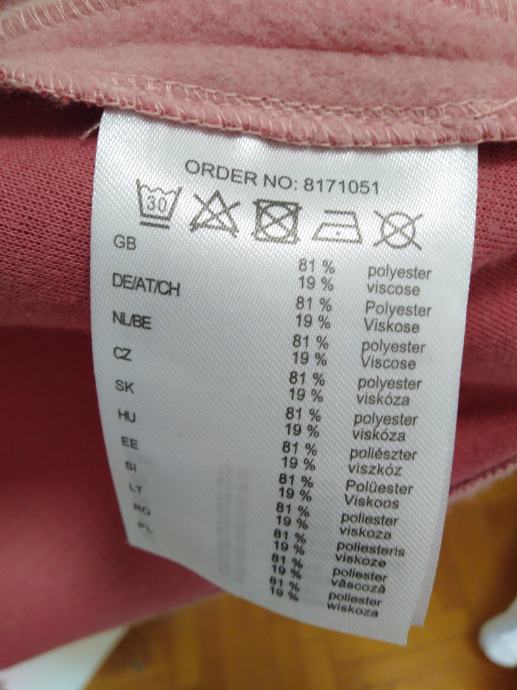 ORDER NO: 8171051
30
GB 81 % polyester
19 % viscose
DE/AT/CH 81 % Polyester
19 % Viskose
NL/BE 81 % polyester
19 % Viscose
CZ 81 % polyester
19 % viskóza
SK 81 % polyester
19 % viskóza
HU 81 % poliészter
19 % viszkóz
EE 81 % Polüester
19 % Viskoos
SI 81 % poliester
19 % viskoza
LT 81 % poliesteris
19 % viskoze
RO 81 % poliester
19 % vâscoză
PL 81 % poliester
19 % wiskoza